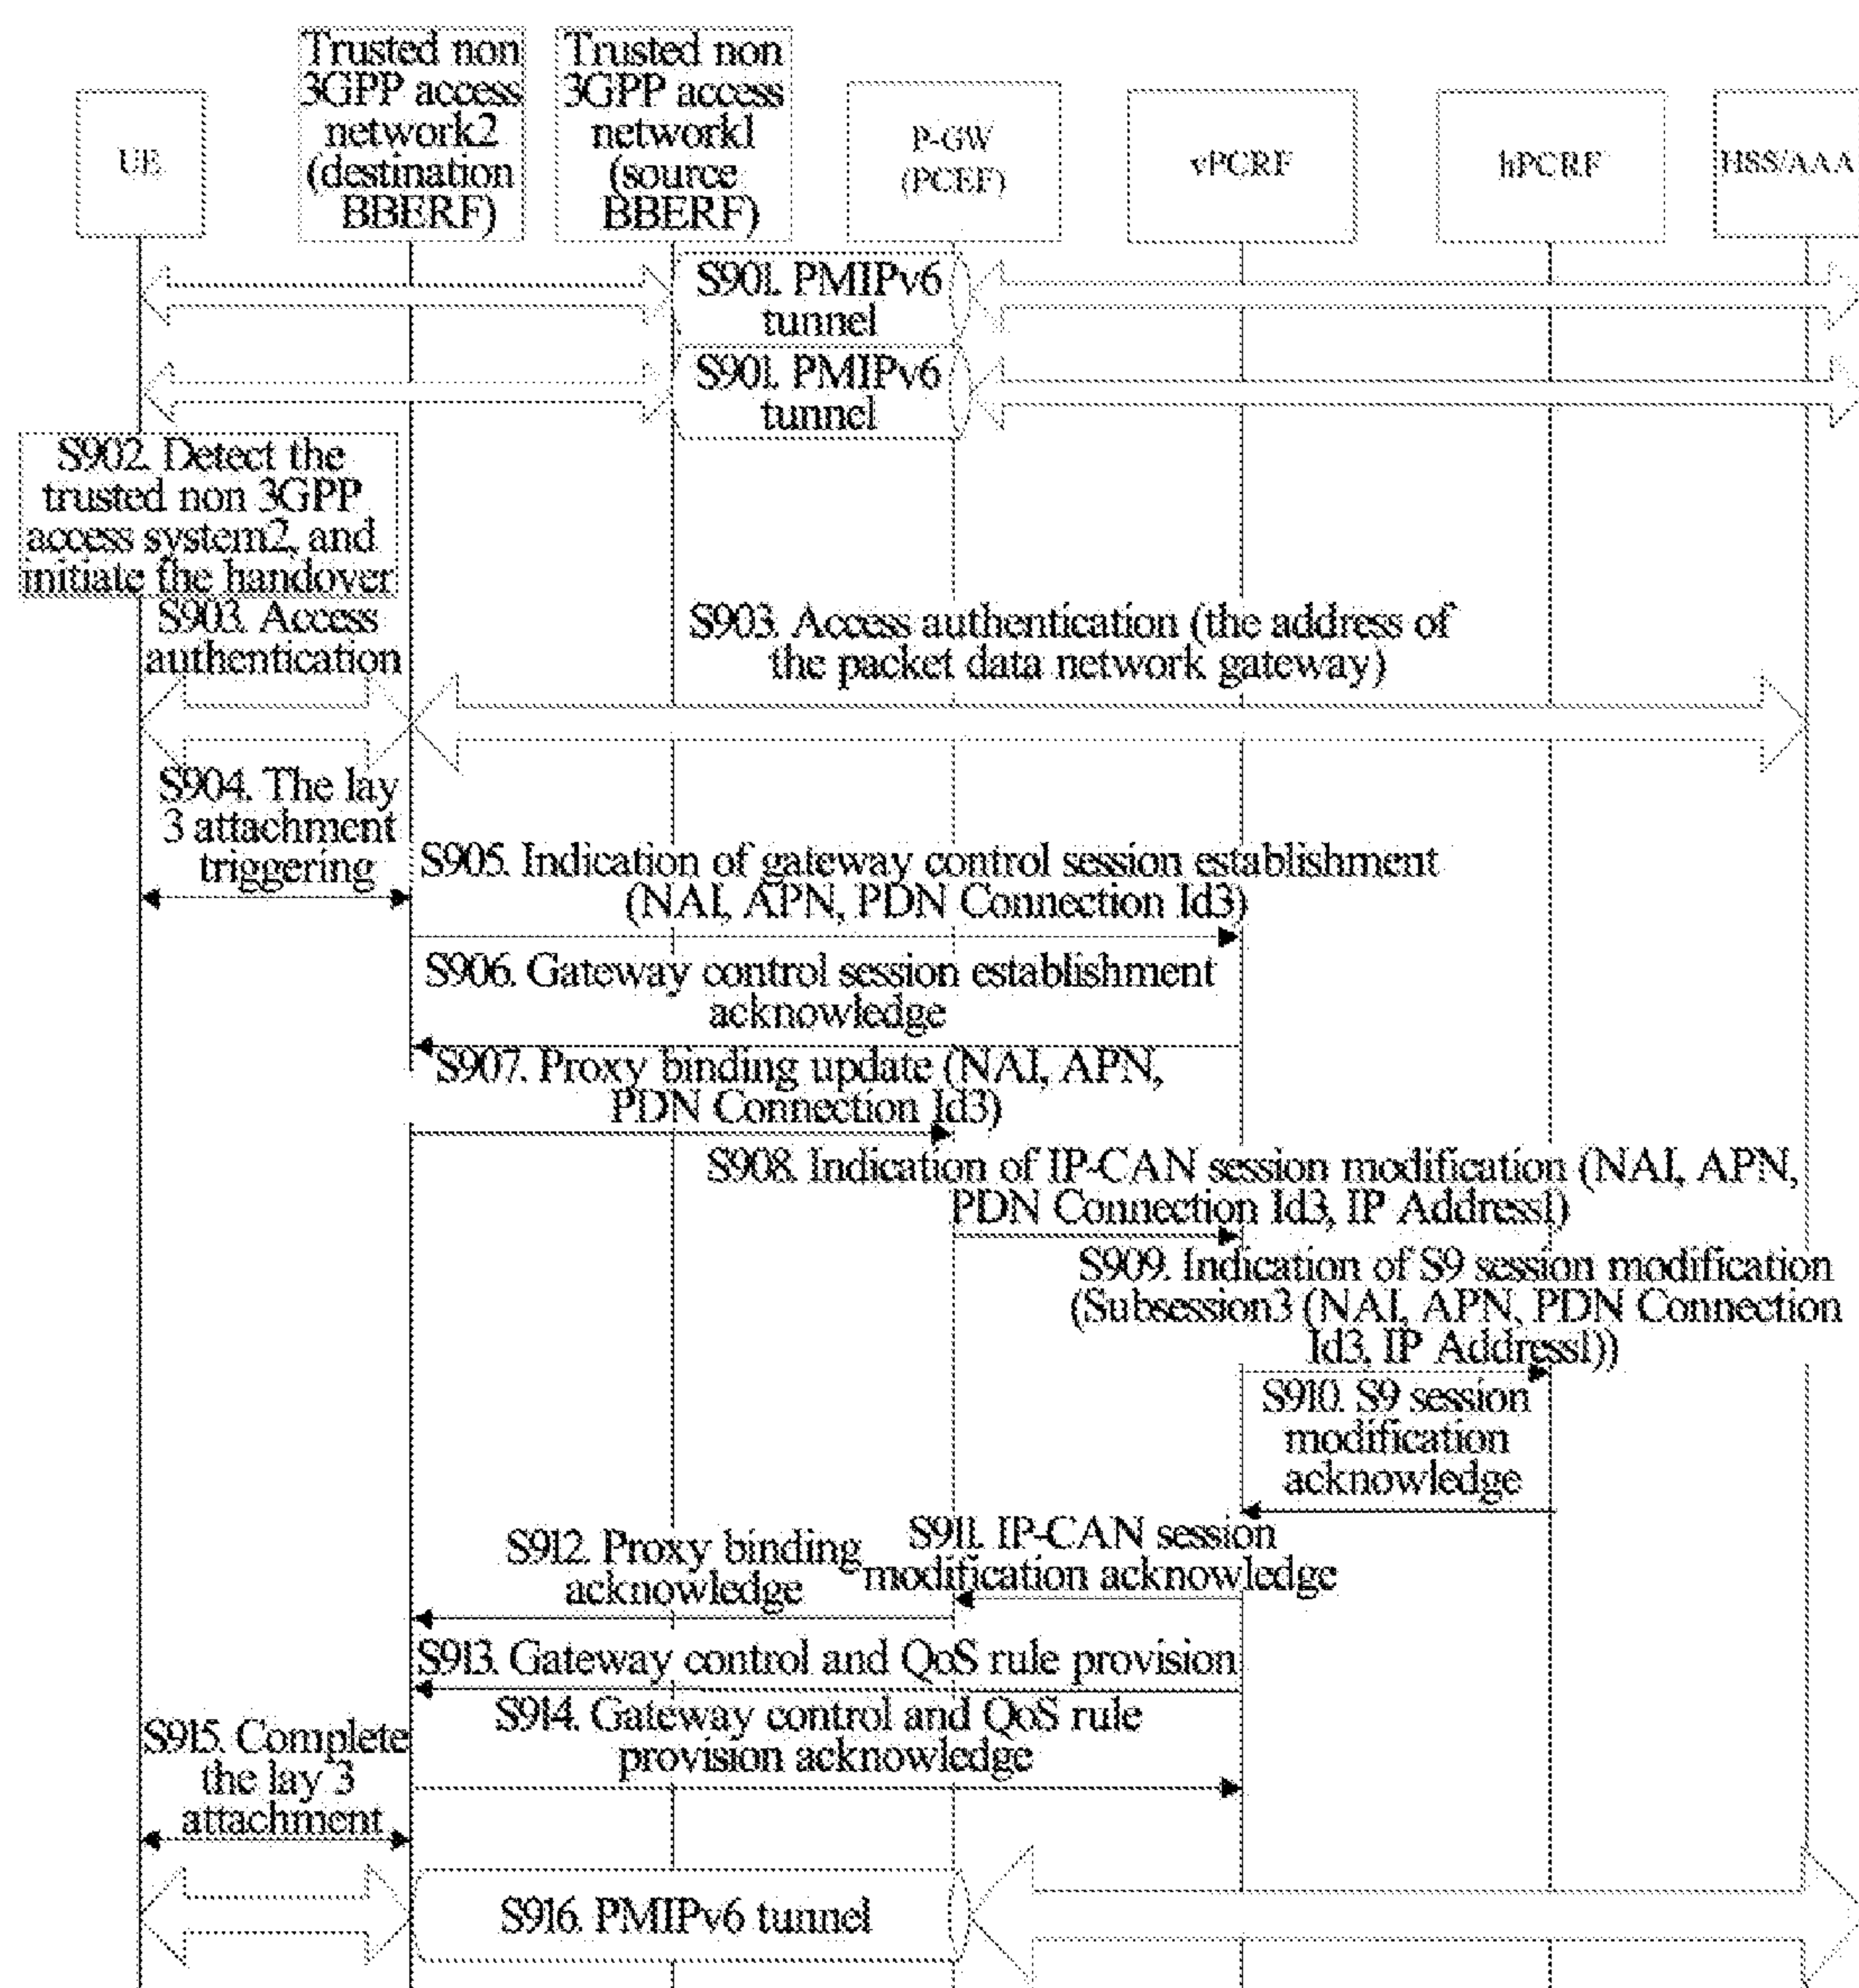 UE
Trusted non
3GPP access
network2
(destination
BBERF)
Trusted non
3GPP access
network1
(source
BBERF)
P-GW
(PCEF)
vPCRF
hPCRF
HSS/AAA
S901. PMIPv6
tunnel
S901. PMIPv6
tunnel
S902. Detect the
trusted non 3GPP
access system2, and
initiate the handover
S903. Access
authentication
S903. Access authentication (the address of
the packet data network gateway)
S904. The lay
3 attachment
triggering
S905. Indication of gateway control session establishment
(NAI, APN, PDN Connection Id3)
S906. Gateway control session establishment
acknowledge
S907. Proxy binding update (NAI, APN,
PDN Connection Id3)
S908. Indication of IP-CAN session modification (NAI, APN,
PDN Connection Id3, IP Address1)
S909. Indication of S9 session modification
(Subsession3 (NAI, APN, PDN Connection
Id3, IP Address1))
S910. S9 session
modification
acknowledge
S911. IP-CAN session
modification acknowledge
S912. Proxy binding
acknowledge
S913. Gateway control and QoS rule provision
S914. Gateway control and QoS rule
provision acknowledge
S915. Complete
the lay 3
attachment
S916. PMIPv6 tunnel